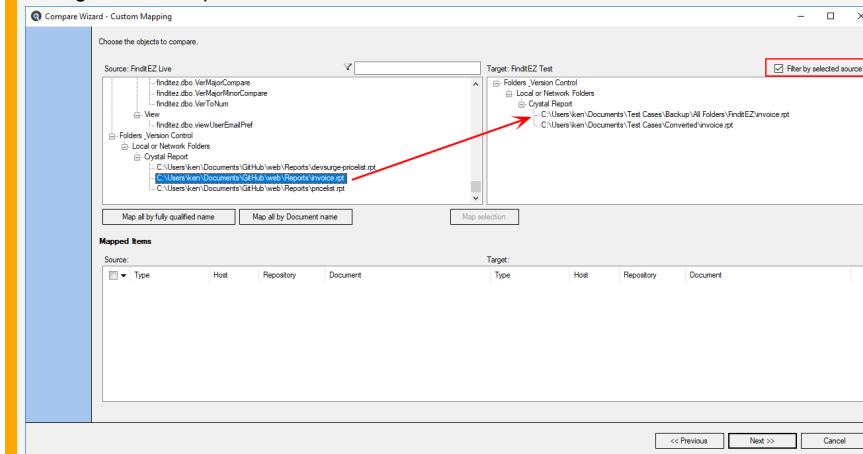 Compare Wizard - Custom Mapping
Choose the objects to compare.
Source: FinditEZ Live
Target: FinditEZ Test
Filter by selected source
finditez.dbo.VerMajorCompare
finditez.dbo.VerMajorMinorCompare
finditez.dbo.VerToNum
View
finditez.dbo.viewUserEmailPref
Folders ,Version Control
Local or Network Folders
Crystal Report
C:\Users\ken\Documents\GitHub\web\Reports\devsurge-pricelist.rpt
C:\Users\ken\Documents\GitHub\web\Reports\invoice.rpt
C:\Users\ken\Documents\GitHub\web\Reports\pricelist.rpt
Folders ,Version Control
Local or Network Folders
Crystal Report
C:\Users\ken\Documents\Test Cases\Backup\All Folders\FinditEZ\invoice.rpt
C:\Users\ken\Documents\Test Cases\Converted\invoice.rpt
Map all by fully qualified name
Map all by Document name
Map selection
Mapped Items
Source:
Target:
Type Host Repository Document
Type Host Repository Document
<< Previous
Next >>
Cancel